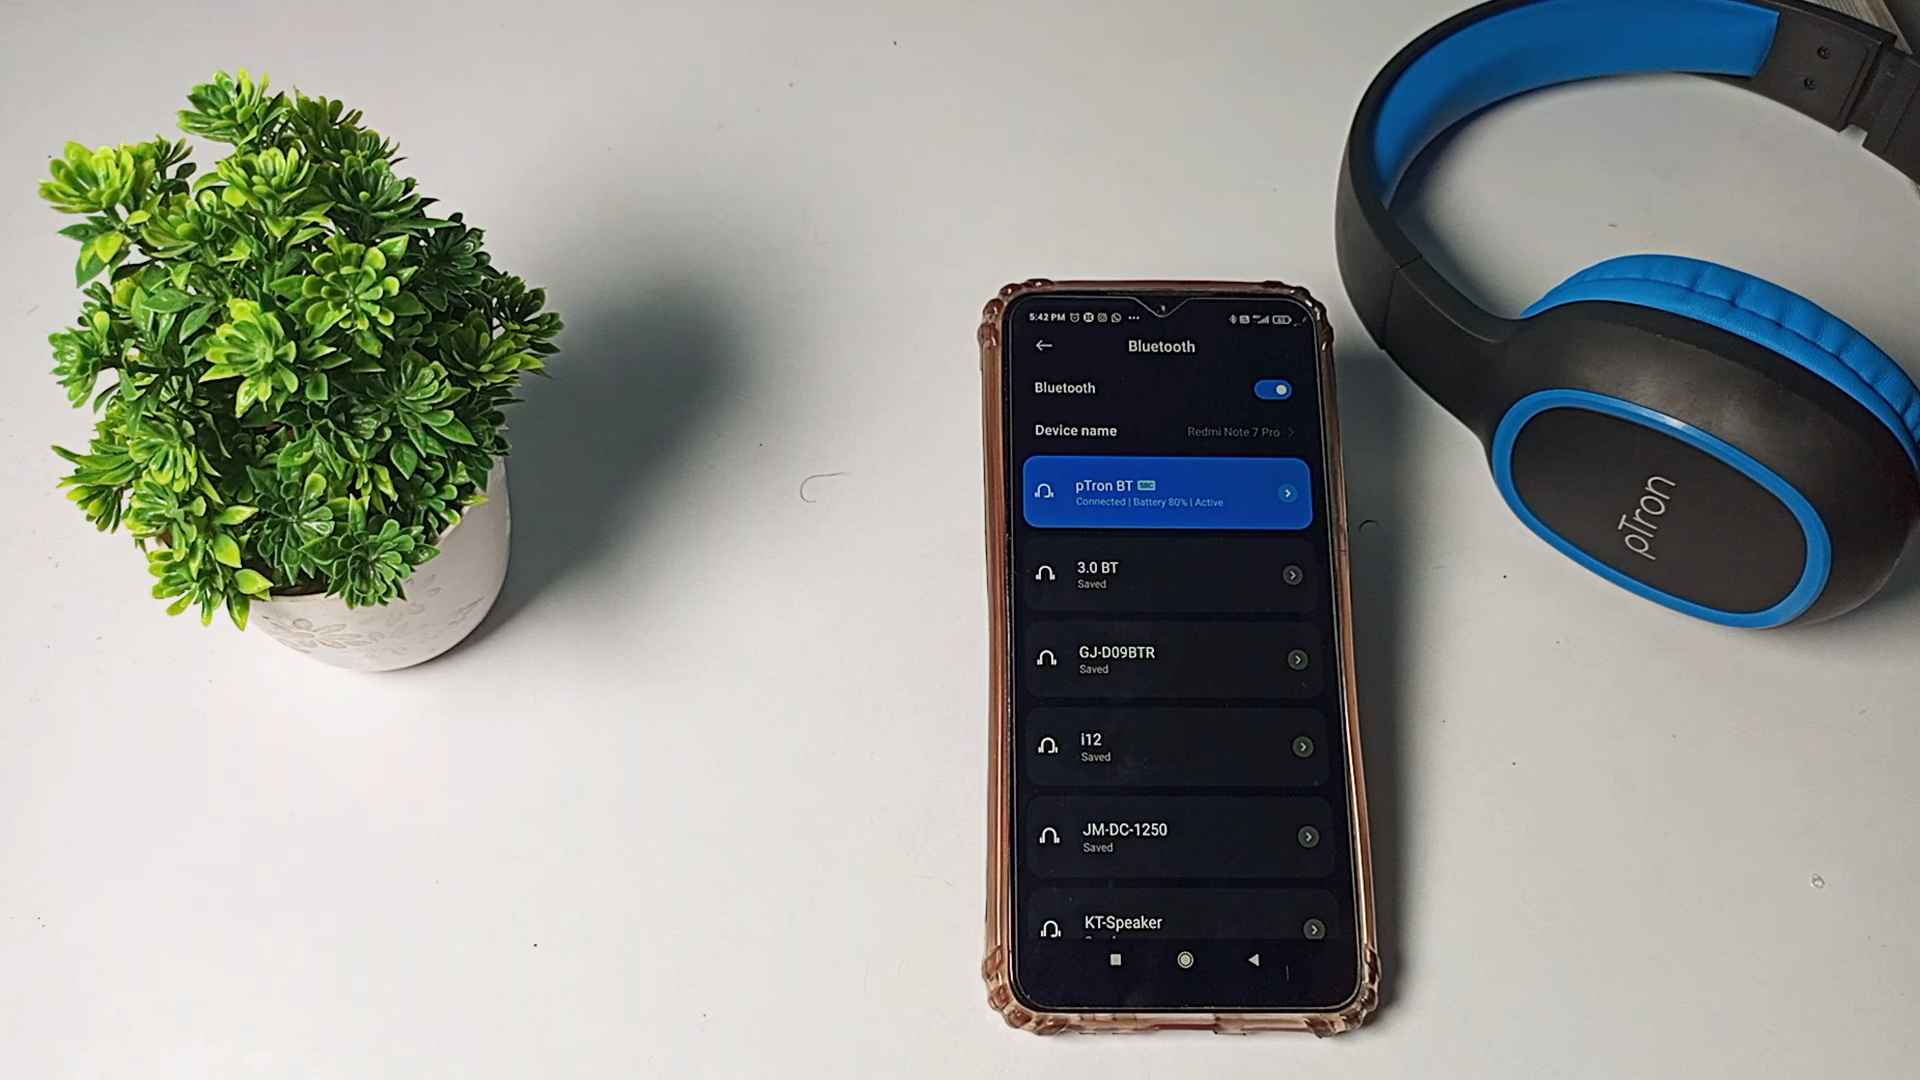 5:42 PM
Bluetooth
Bluetooth
Device name Redmi Note 7 Pro
pTron BT SBC
Connected | Battery 80% | Active
3.0 BT
Saved
GJ-D09BTR
Saved
i12
Saved
JM-DC-1250
Saved
KT-Speaker
pTron